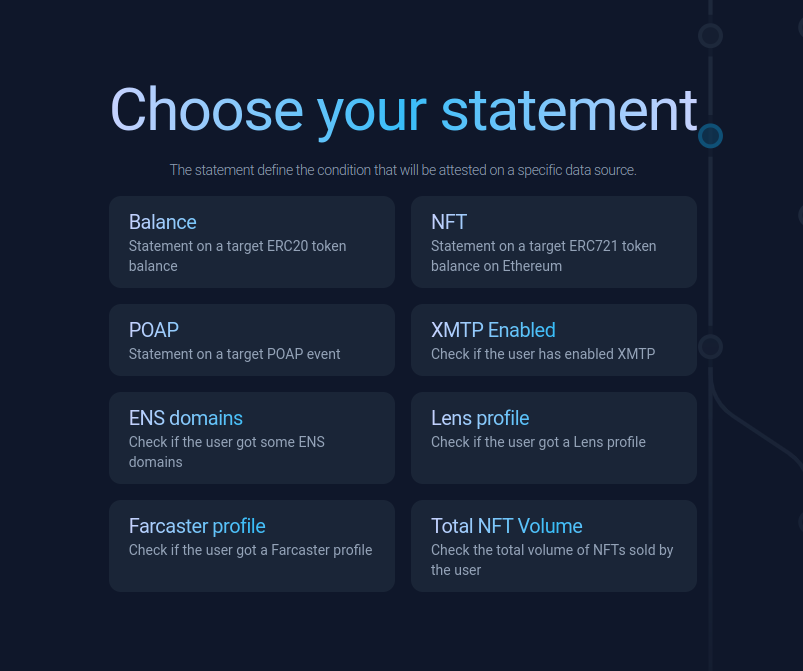 Choose your statement
The statement define the condition that will be attested on a specific data source.
Balance
Statement on a target ERC20 token
balance
NFT
Statement on a target ERC721 token
balance on Ethereum
POAP
Statement on a target POAP event
XMTP Enabled
Check if the user has enabled XMTP
ENS domains
Check if the user got some ENS
domains
Lens profile
Check if the user got a Lens profile
Farcaster profile
Check if the user got a Farcaster profile
Total NFT Volume
Check the total volume of NFTs sold by
the user